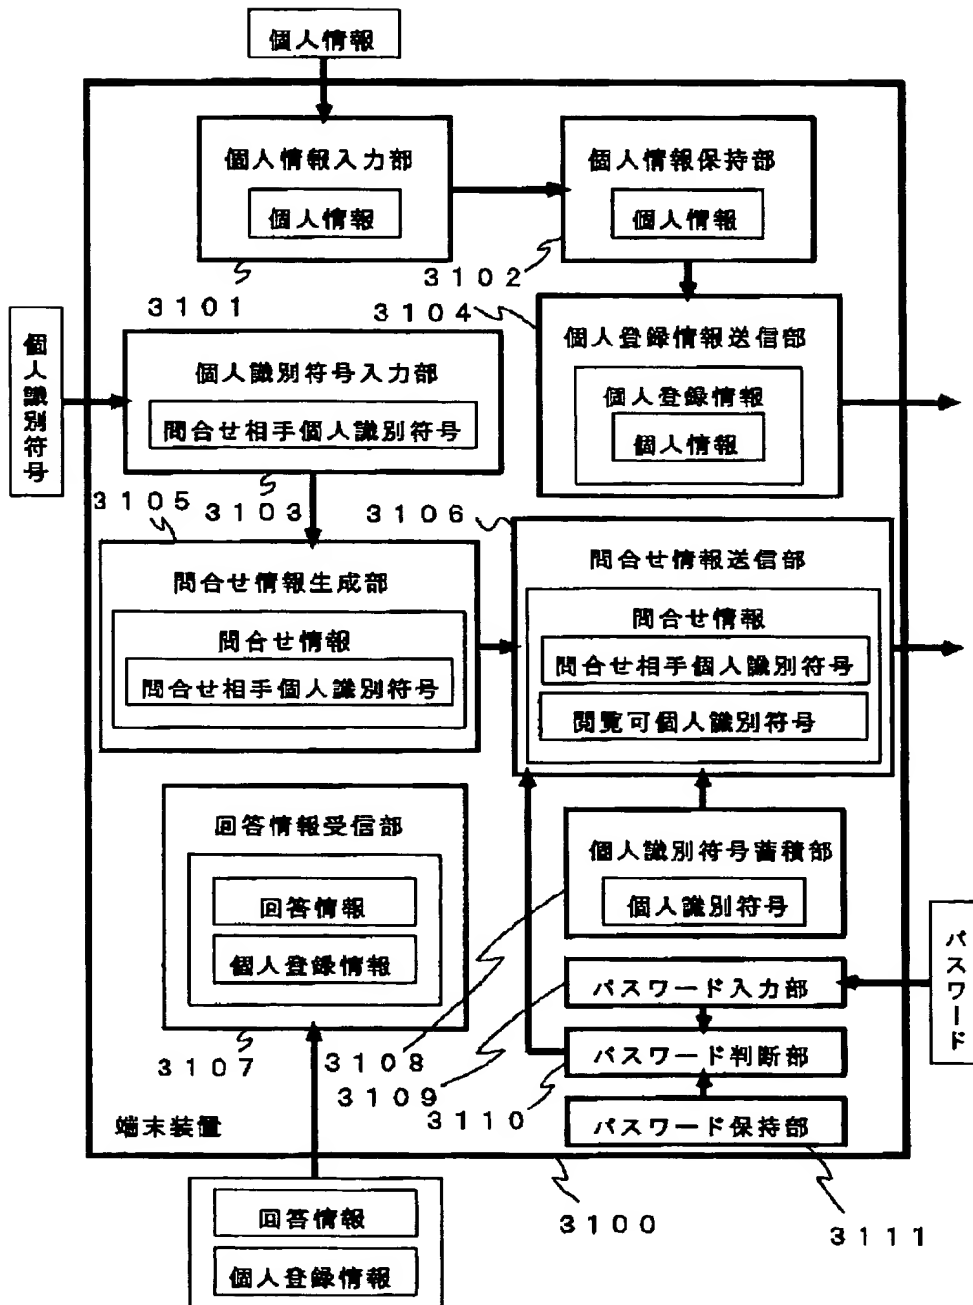 個人情報
個人情報入力部
個人情報
個人情報保持部
個人情報
3101
3102
3104
個人登録情報送信部
個人登録情報
個人情報
個人識別符号
個人識別符号入力部
問合せ相手個人識別符号
3105
3103
3106
問合せ情報生成部
問合せ情報
問合せ相手個人識別符号
問合せ情報送信部
問合せ情報
問合せ相手個人識別符号
閲覧可個人識別符号
回答情報受信部
回答情報
個人登録情報
個人識別符号蓄積部
個人識別符号
パスワード
パスワード入力部
パスワード判断部
パスワード保持部
3107
3108
3109
3110
端末装置
3100
3111
回答情報
個人登録情報